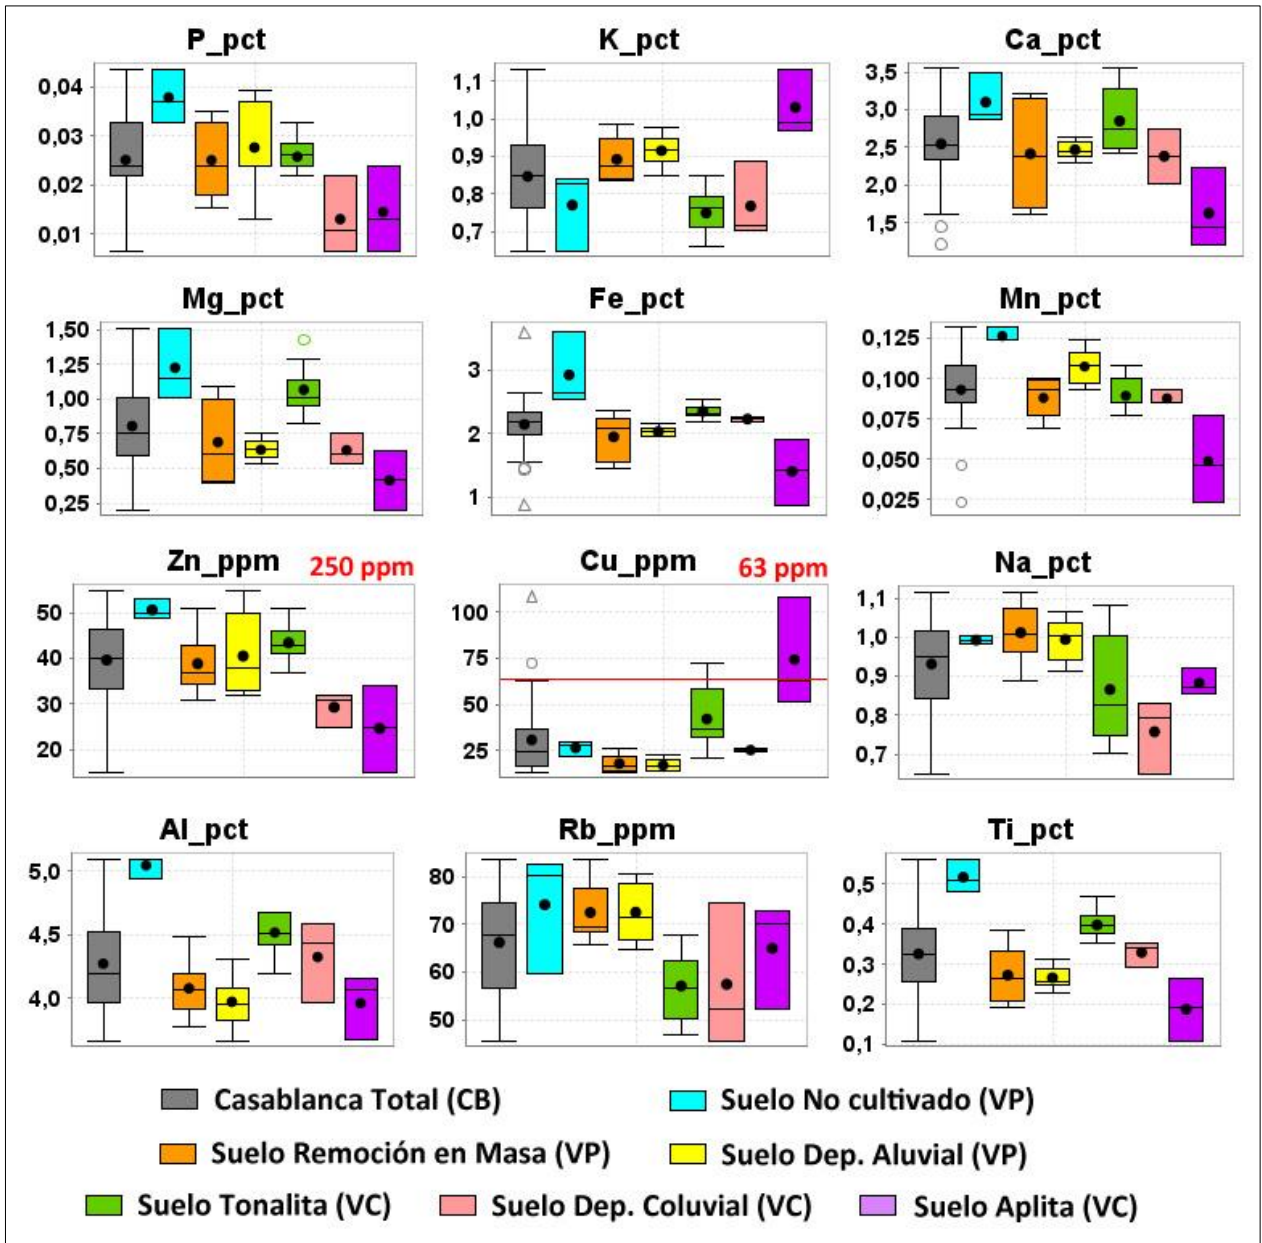 P_pct K_pct Ca_pct
0,04 1,1 3,5
0,03 1,0 3,0
0,02 0,9 2,5
0,01 0,8 2,0
0,7 1,5
Mg_pct Fe_pct Mn_pct
1,50 3 0,125
1,25 2 0,100
1,00 1 0,075
0,75 0,050
0,50 0,025
0,25
Zn_ppm 250 ppm Cu_ppm 63 ppm Na_pct
50 100 1,1
40 75 1,0
30 50 0,9
20 25 0,8
0,7
Al_pct Rb_ppm Ti_pct
5,0 80 0,5
4,5 70 0,4
4,0 60 0,3
50 0,2
0,1
Casablanca Total (CB) Suelo No cultivado (VP)
Suelo Remoción en Masa (VP) Suelo Dep. Aluvial (VP)
Suelo Tonalita (VC) Suelo Dep. Coluvial (VC) Suelo Aplita (VC)